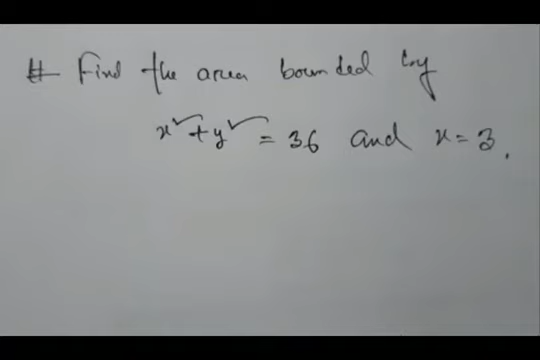 # Find the area bounded by
x² + y² = 36 and x = 3.